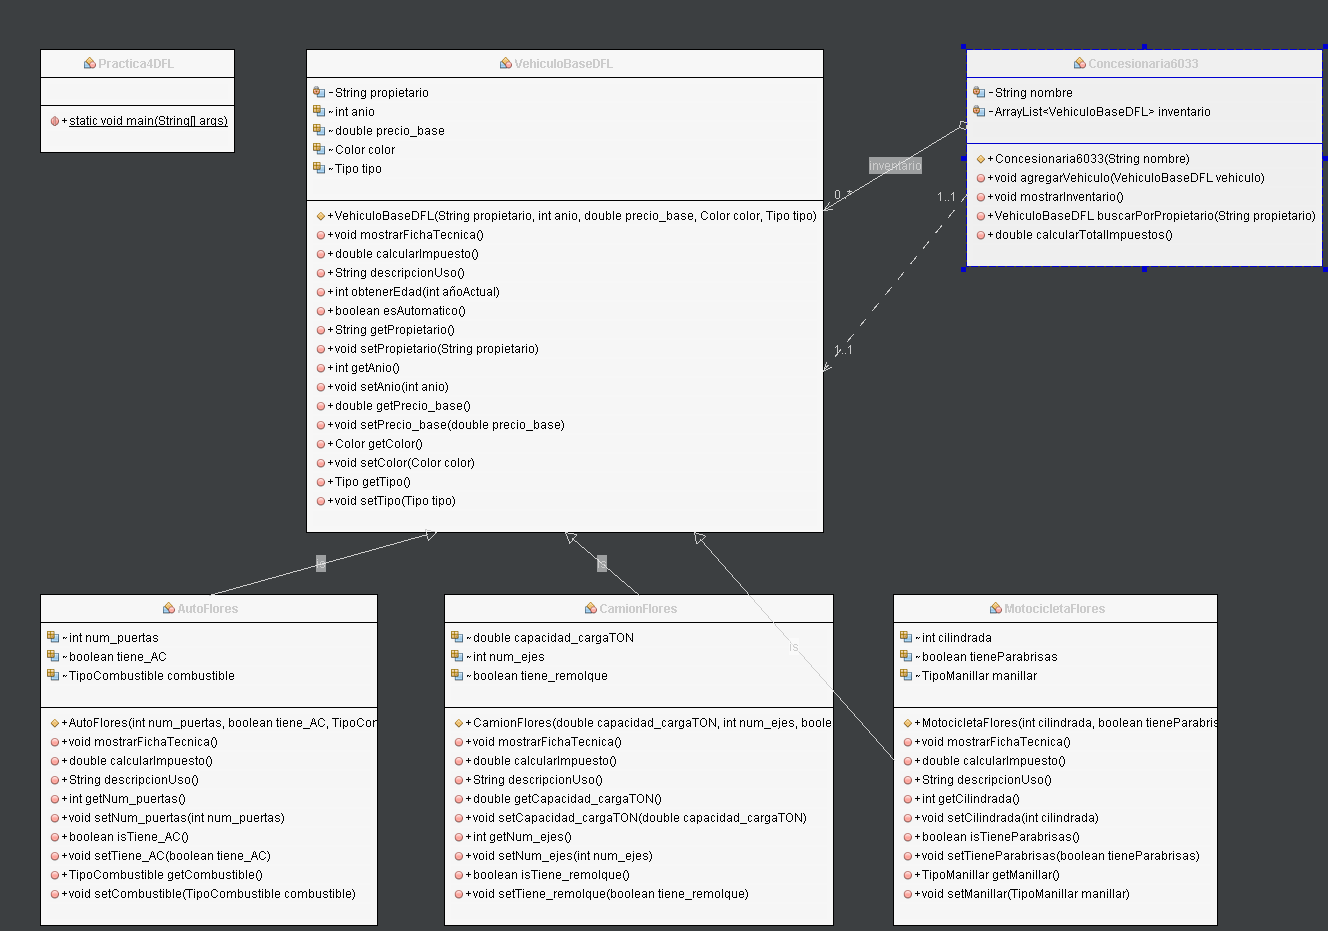 Practica4DFL
+static void main(String[] args)
VehiculoBaseDFL
-String propietario
~int anio
~double precio_base
~Color color
~Tipo tipo
+VehiculoBaseDFL(String propietario, int anio, double precio_base, Color color, Tipo tipo)
+void mostrarFichaTecnica()
+double calcularImpuesto()
+String descripcionUso()
+int obtenerEdad(int añoActual)
+boolean esAutomatico()
+String getPropietario()
+void setPropietario(String propietario)
+int getAnio()
+void setAnio(int anio)
+double getPrecio_base()
+void setPrecio_base(double precio_base)
+Color getColor()
+void setColor(Color color)
+Tipo getTipo()
+void setTipo(Tipo tipo)
inventario
0..*
1..1
1..1
Concesionaria6033
-String nombre
-ArrayList<VehiculoBaseDFL> inventario
+Concesionaria6033(String nombre)
+void agregarVehiculo(VehiculoBaseDFL vehiculo)
+void mostrarInventario()
+VehiculoBaseDFL buscarPorPropietario(String propietario)
+double calcularTotalImpuestos()
Is
Is
Is
AutoFlores
~int num_puertas
~boolean tiene_AC
~TipoCombustible combustible
+AutoFlores(int num_puertas, boolean tiene_AC, TipoCon
+void mostrarFichaTecnica()
+double calcularImpuesto()
+String descripcionUso()
+int getNum_puertas()
+void setNum_puertas(int num_puertas)
+boolean isTiene_AC()
+void setTiene_AC(boolean tiene_AC)
+TipoCombustible getCombustible()
+void setCombustible(TipoCombustible combustible)
CamionFlores
~double capacidad_cargaTON
~int num_ejes
~boolean tiene_remolque
+CamionFlores(double capacidad_cargaTON, int num_ejes, boole
+void mostrarFichaTecnica()
+double calcularImpuesto()
+String descripcionUso()
+double getCapacidad_cargaTON()
+void setCapacidad_cargaTON(double capacidad_cargaTON)
+int getNum_ejes()
+void setNum_ejes(int num_ejes)
+boolean isTiene_remolque()
+void setTiene_remolque(boolean tiene_remolque)
MotocicletaFlores
~int cilindrada
~boolean tieneParabrisas
~TipoManillar manillar
+MotocicletaFlores(int cilindrada, boolean tieneParabris
+void mostrarFichaTecnica()
+double calcularImpuesto()
+String descripcionUso()
+int getCilindrada()
+void setCilindrada(int cilindrada)
+boolean isTieneParabrisas()
+void setTieneParabrisas(boolean tieneParabrisas)
+TipoManillar getManillar()
+void setManillar(TipoManillar manillar)